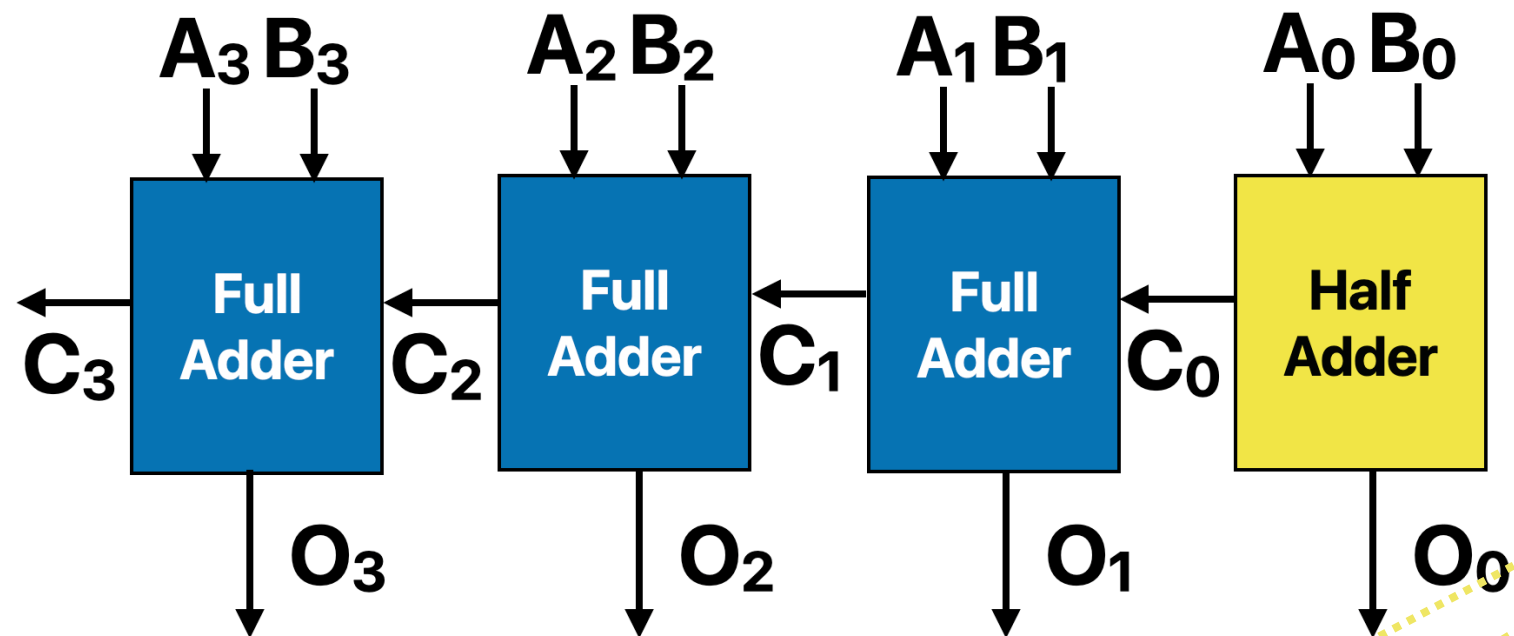 A₃ B₃ A₂ B₂ A₁ B₁ A₀ B₀
Full Adder
Full Adder
Full Adder
Half Adder
C₃ C₂ C₁ C₀
O₃ O₂ O₁ O₀